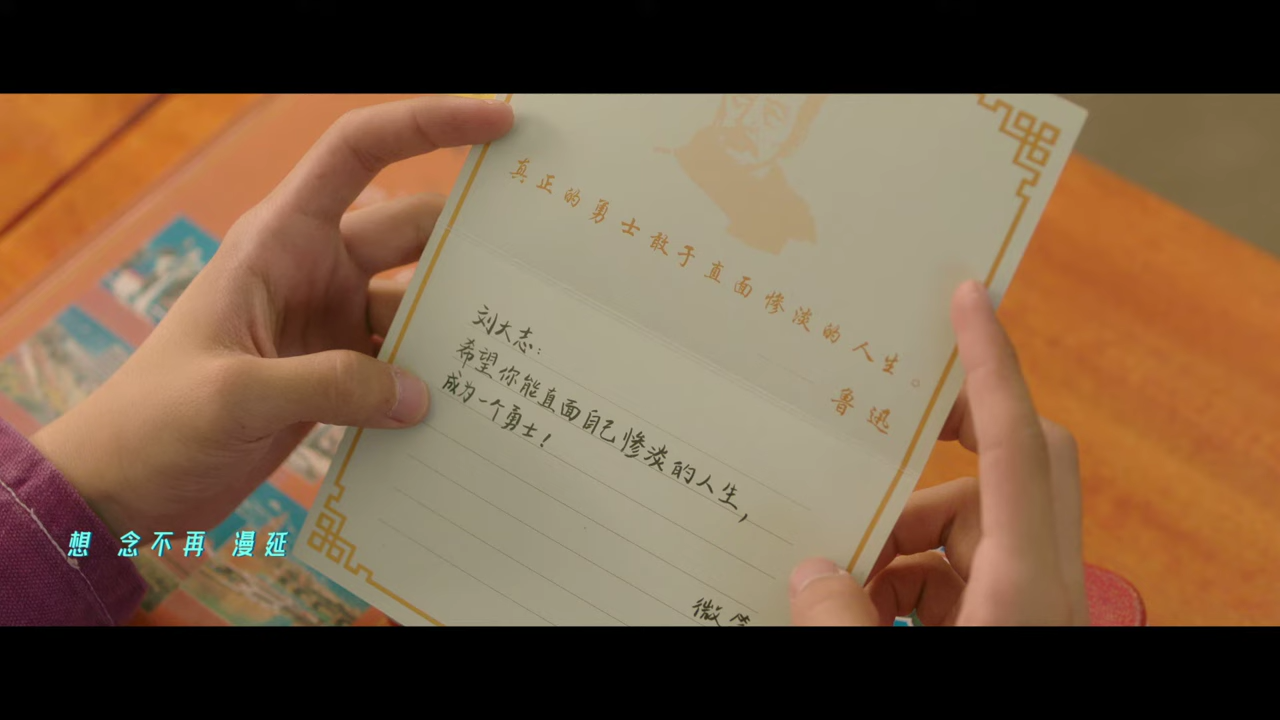 真正的勇士敢于直面惨淡的人生。
鲁迅
刘大志：
希望你能直面自己惨淡的人生，
成为一个勇士！
微笑
想 念不再 漫延